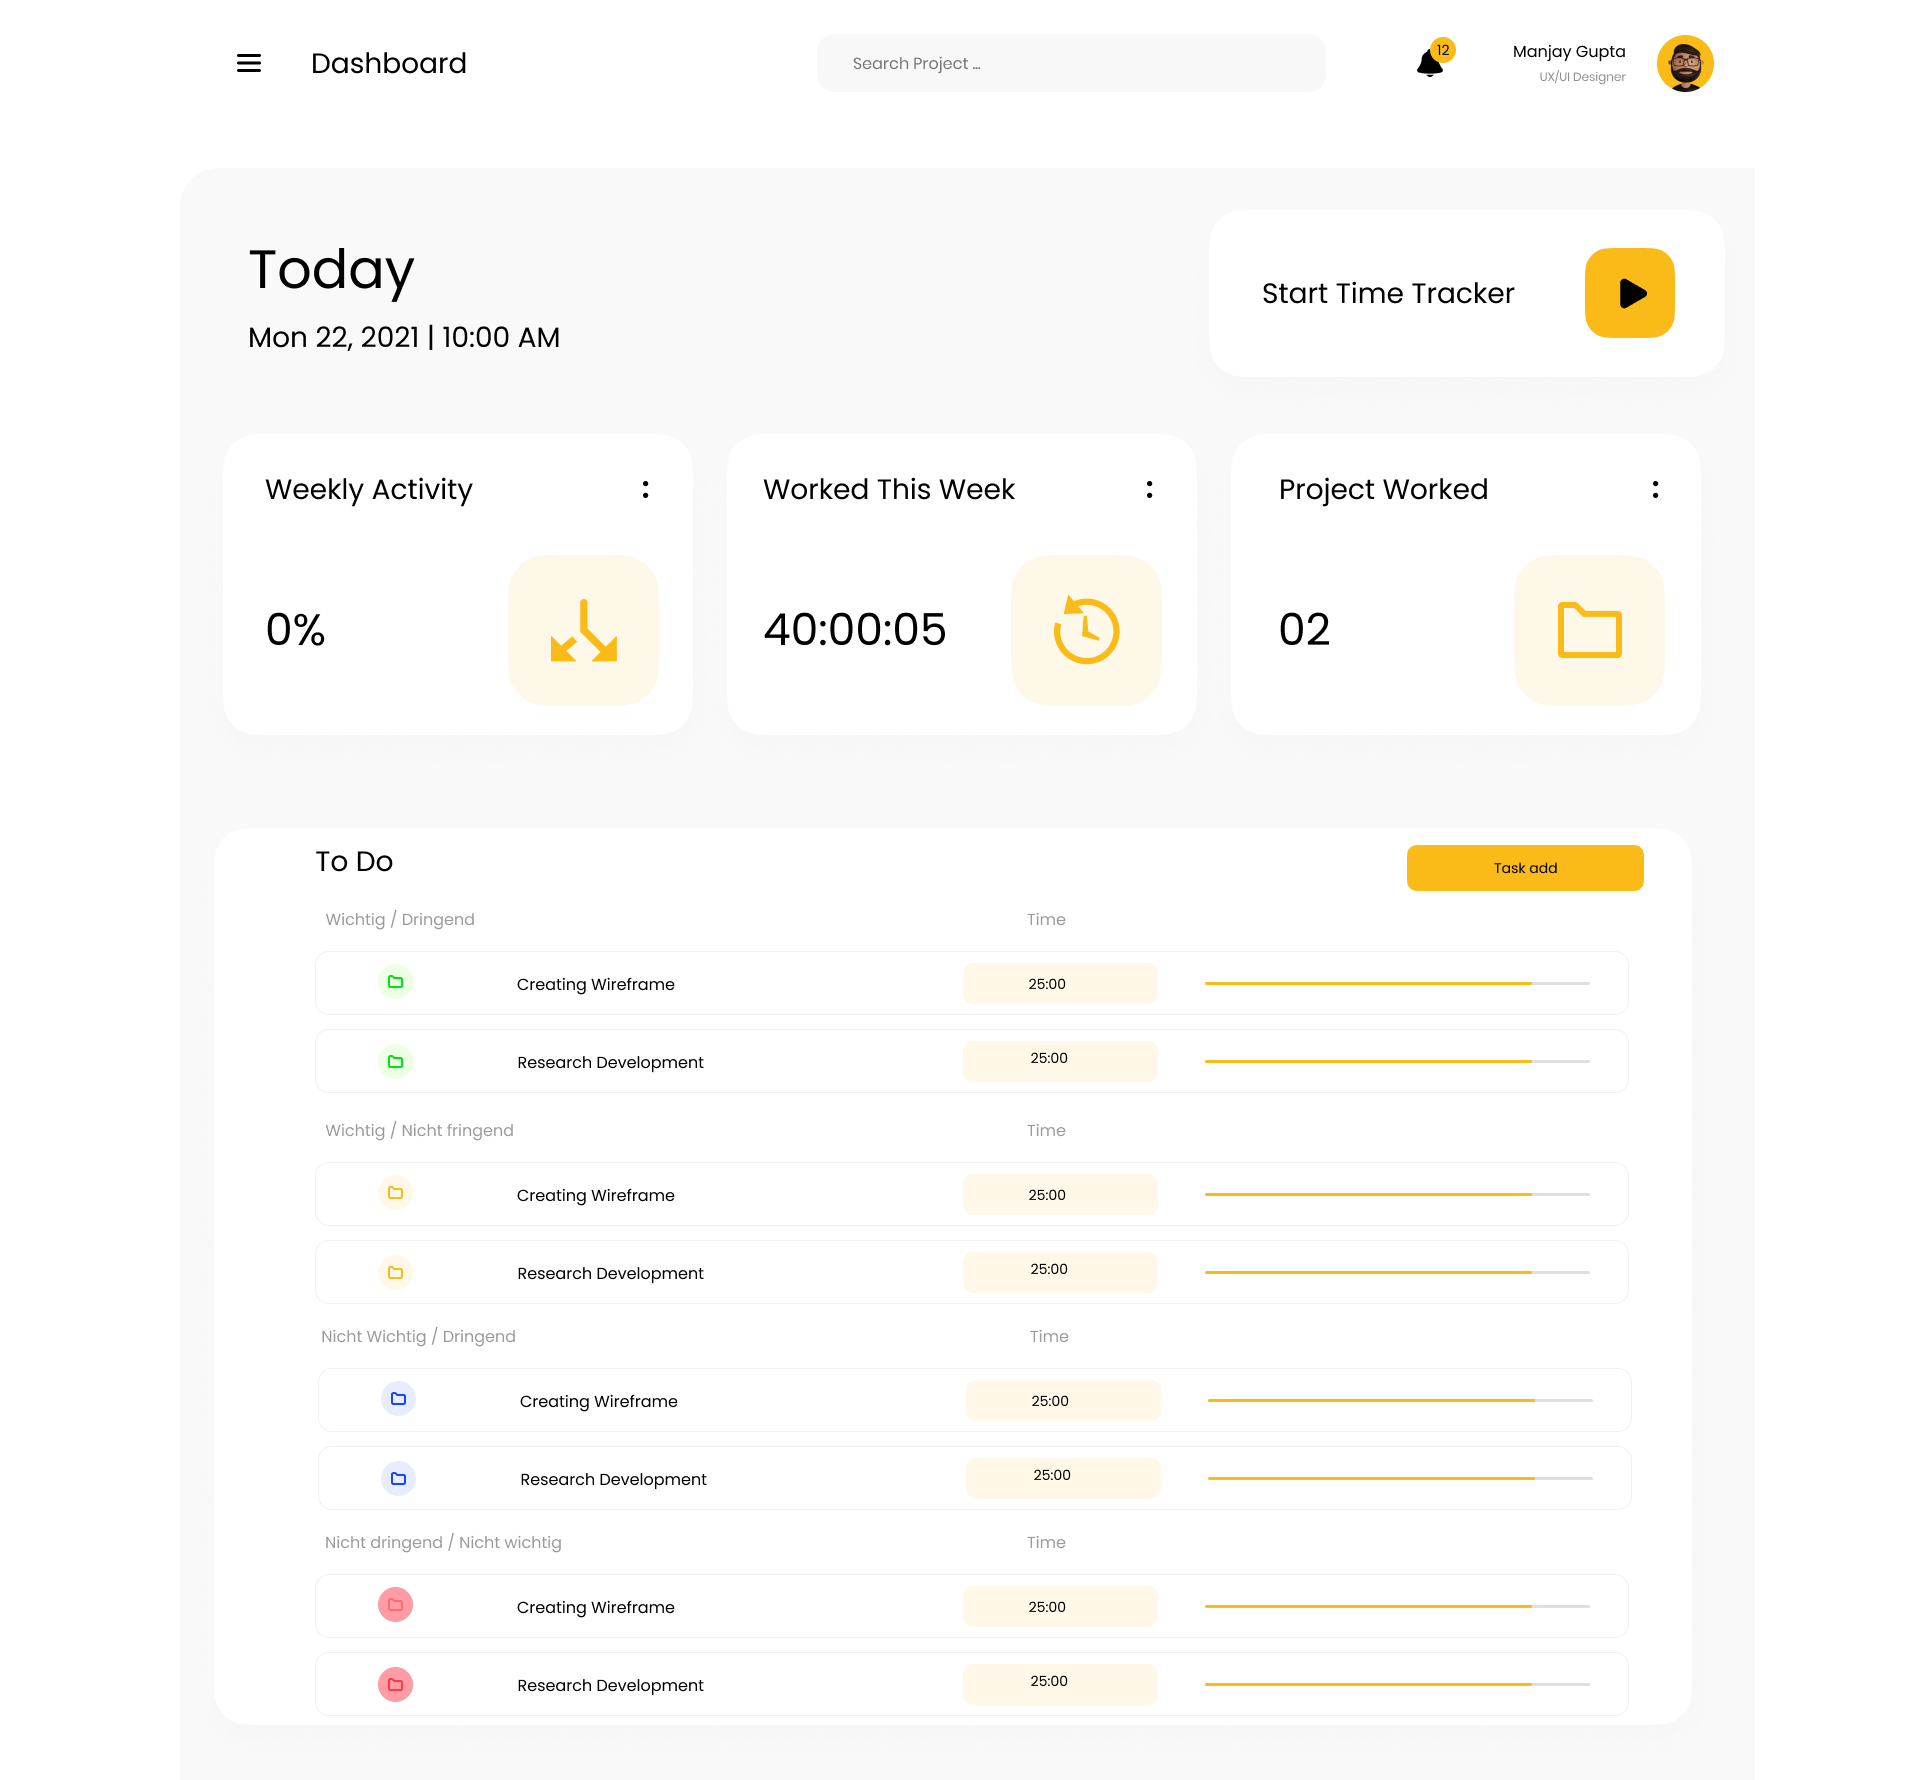 Dashboard
Search Project ...
12
Manjay Gupta
UX/UI Designer
Today
Mon 22, 2021 | 10:00 AM
Start Time Tracker
Weekly Activity
0%
Worked This Week
40:00:05
Project Worked
02
To Do
Task add
Wichtig / Dringend Time
Creating Wireframe 25:00
Research Development 25:00
Wichtig / Nicht fringend Time
Creating Wireframe 25:00
Research Development 25:00
Nicht Wichtig / Dringend Time
Creating Wireframe 25:00
Research Development 25:00
Nicht dringend / Nicht wichtig Time
Creating Wireframe 25:00
Research Development 25:00